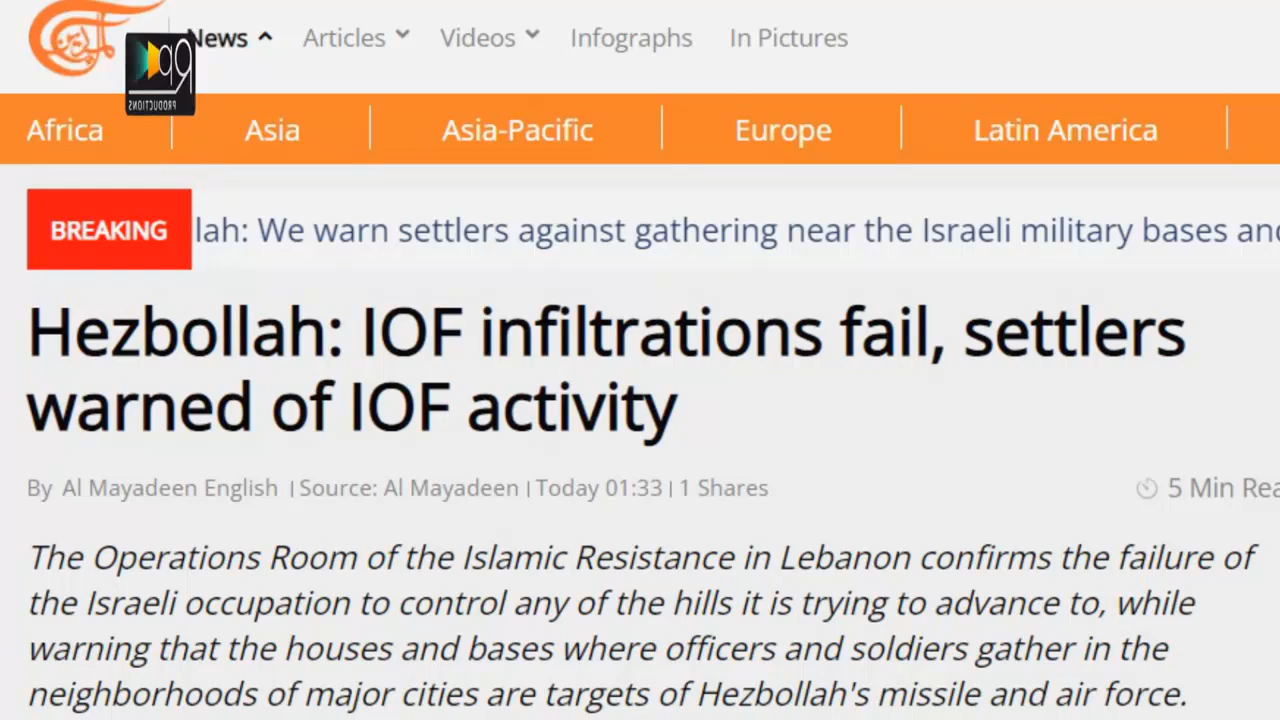 News Articles Videos Infographs In Pictures
PRODUCTIONS
Africa Asia Asia-Pacific Europe Latin America
BREAKING lah: We warn settlers against gathering near the Israeli military bases and
Hezbollah: IOF infiltrations fail, settlers
warned of IOF activity
By Al Mayadeen English | Source: Al Mayadeen | Today 01:33 | 1 Shares
5 Min Rea
The Operations Room of the Islamic Resistance in Lebanon confirms the failure of
the Israeli occupation to control any of the hills it is trying to advance to, while
warning that the houses and bases where officers and soldiers gather in the
neighborhoods of major cities are targets of Hezbollah's missile and air force.